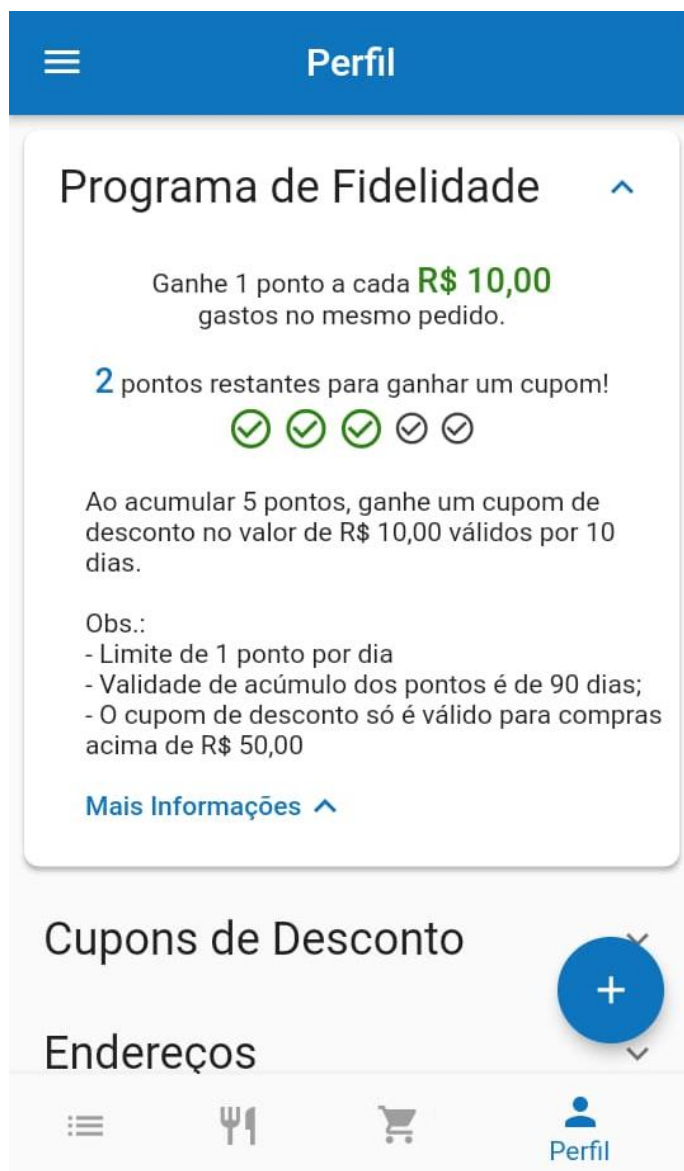 Perfil
Programa de Fidelidade
Ganhe 1 ponto a cada R$ 10,00
gastos no mesmo pedido.
2 pontos restantes para ganhar um cupom!
Ao acumular 5 pontos, ganhe um cupom de
desconto no valor de R$ 10,00 válidos por 10
dias.
Obs.:
- Limite de 1 ponto por dia
- Validade de acúmulo dos pontos é de 90 dias;
- O cupom de desconto só é válido para compras
acima de R$ 50,00
Mais Informações
Cupons de Desconto
Endereços
Perfil